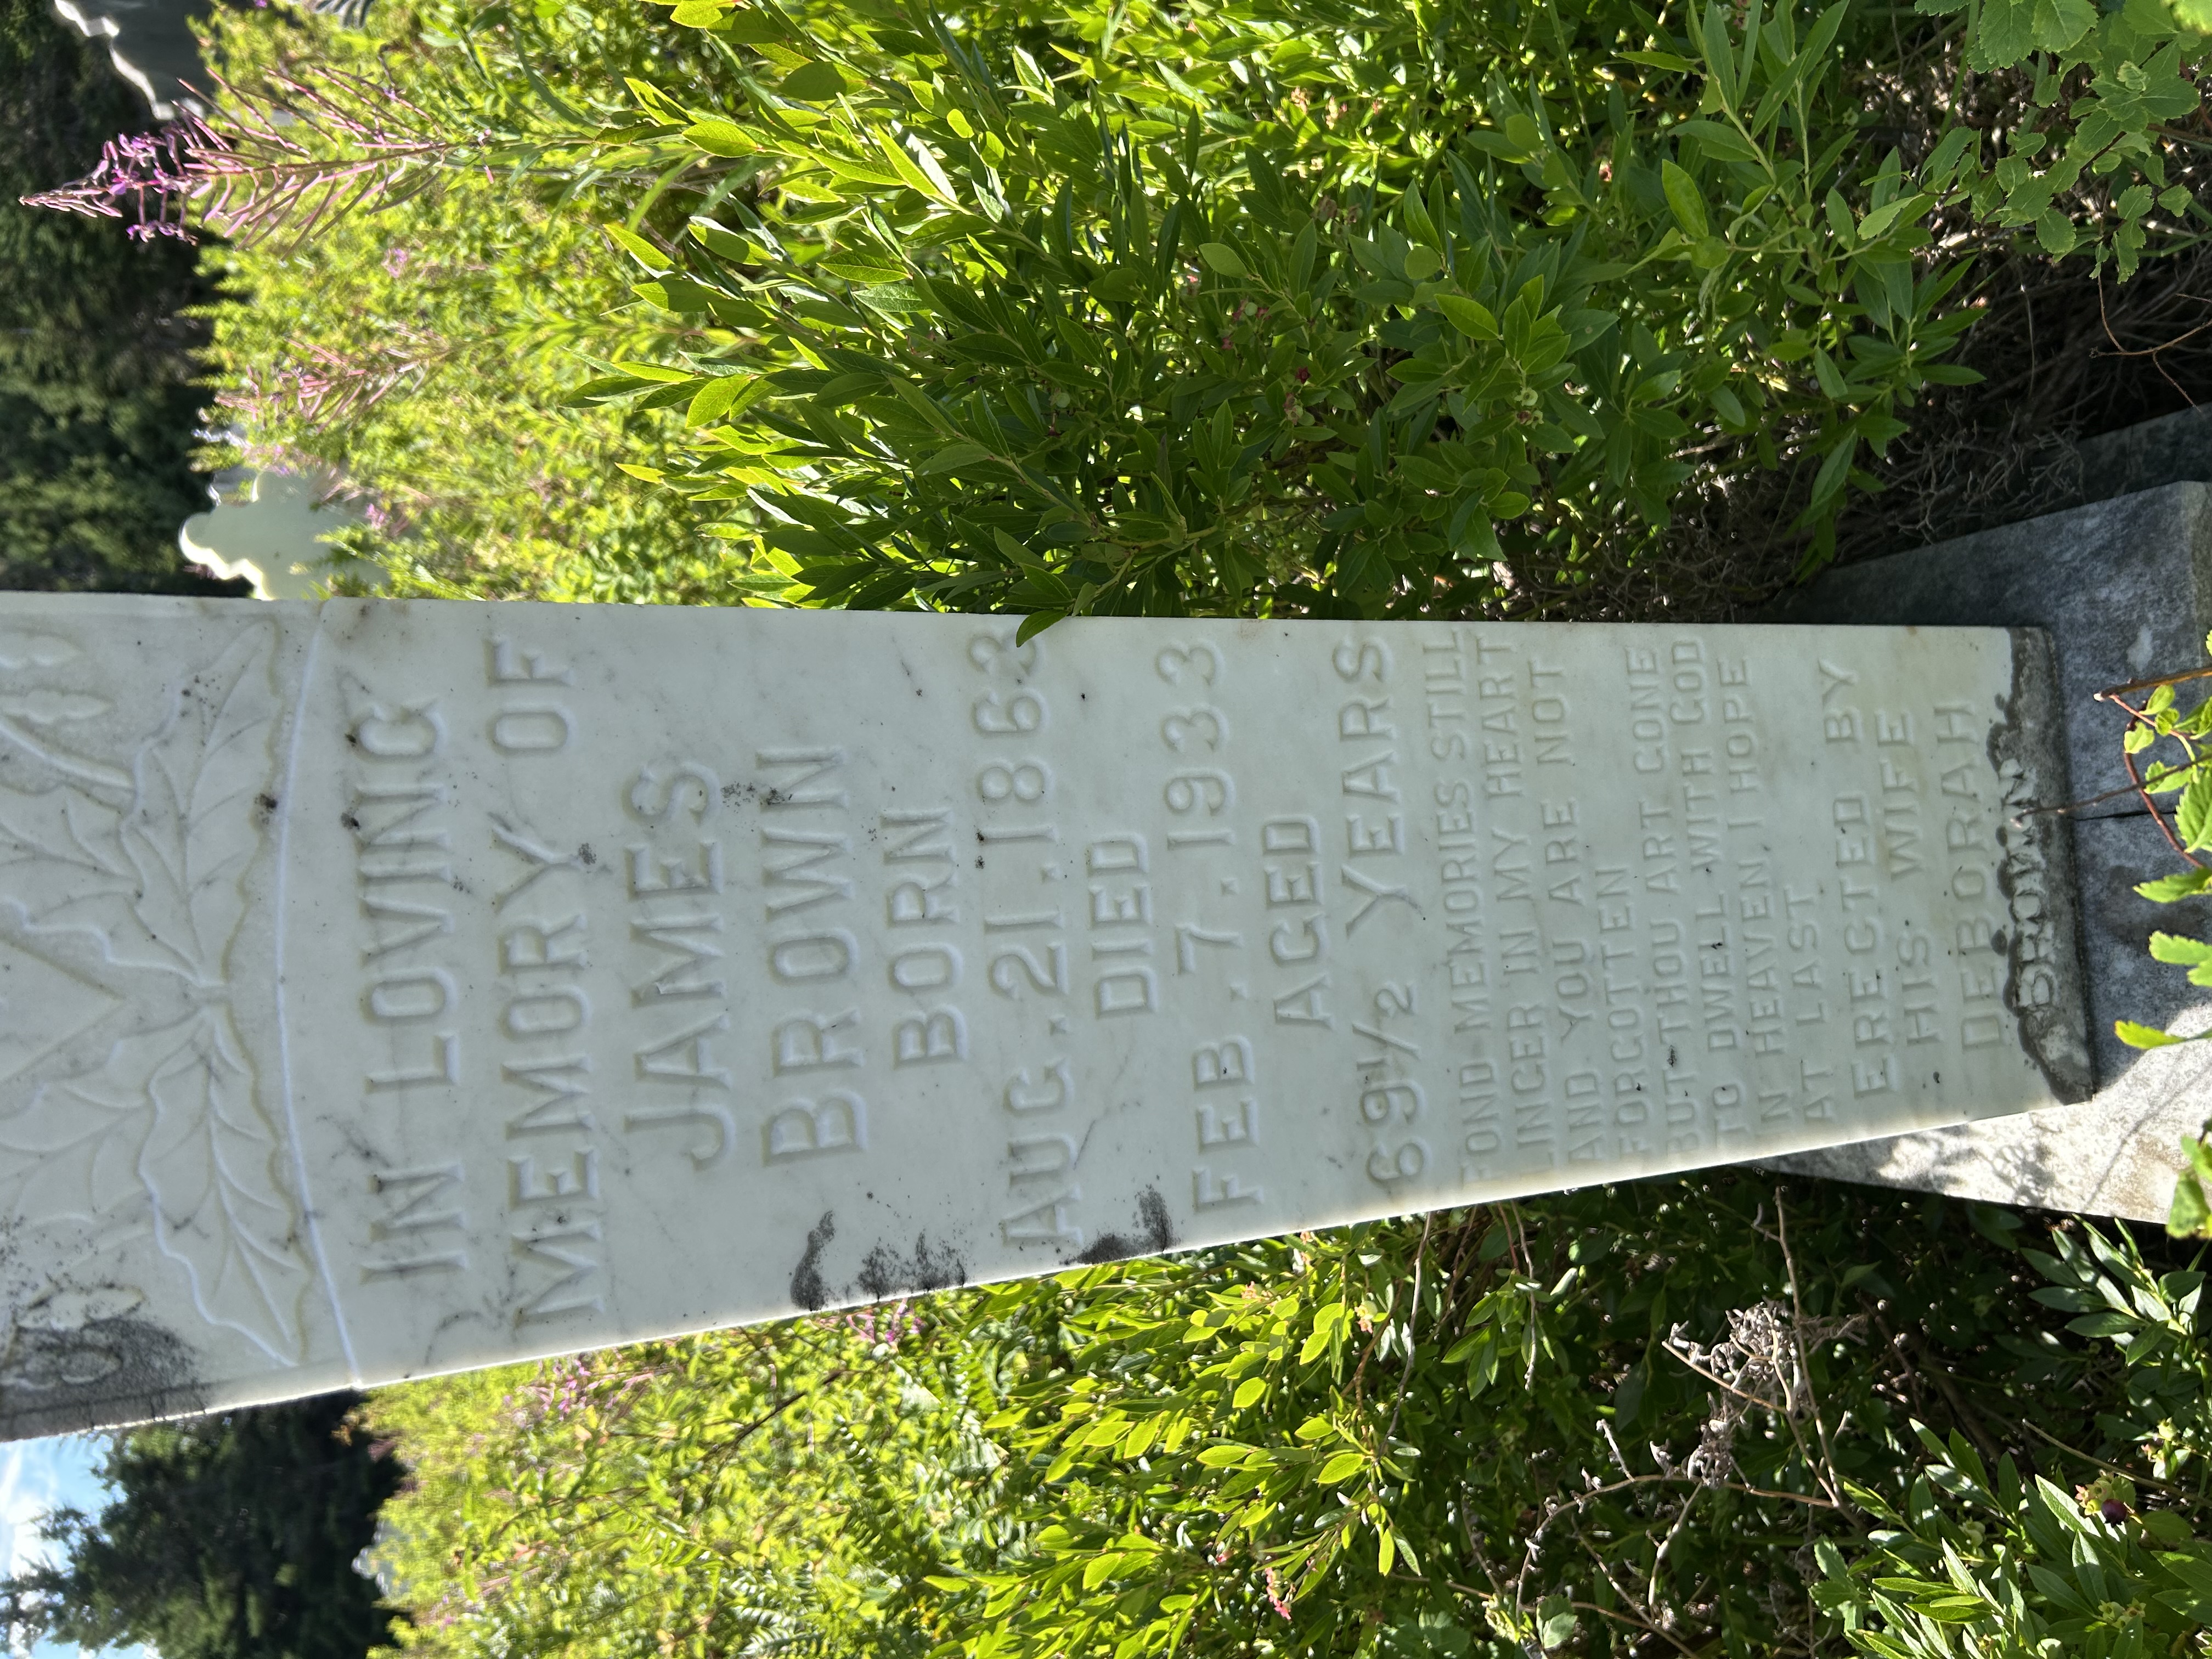 IN LOVING
MEMORY OF
JAMES
BROWN
BORN
AUG. 21. 1863
DIED
FEB. 7. 1933
AGED
69 1/2 YEARS
FOND MEMORIES STILL
LINGER IN MY HEART
AND YOU ARE NOT
FORGOTTEN
BUT THOU ART GONE
TO DWELL WITH GOD
IN HEAVEN I HOPE
AT LAST
ERECTED BY
HIS WIFE
DEBORAH
BROWN